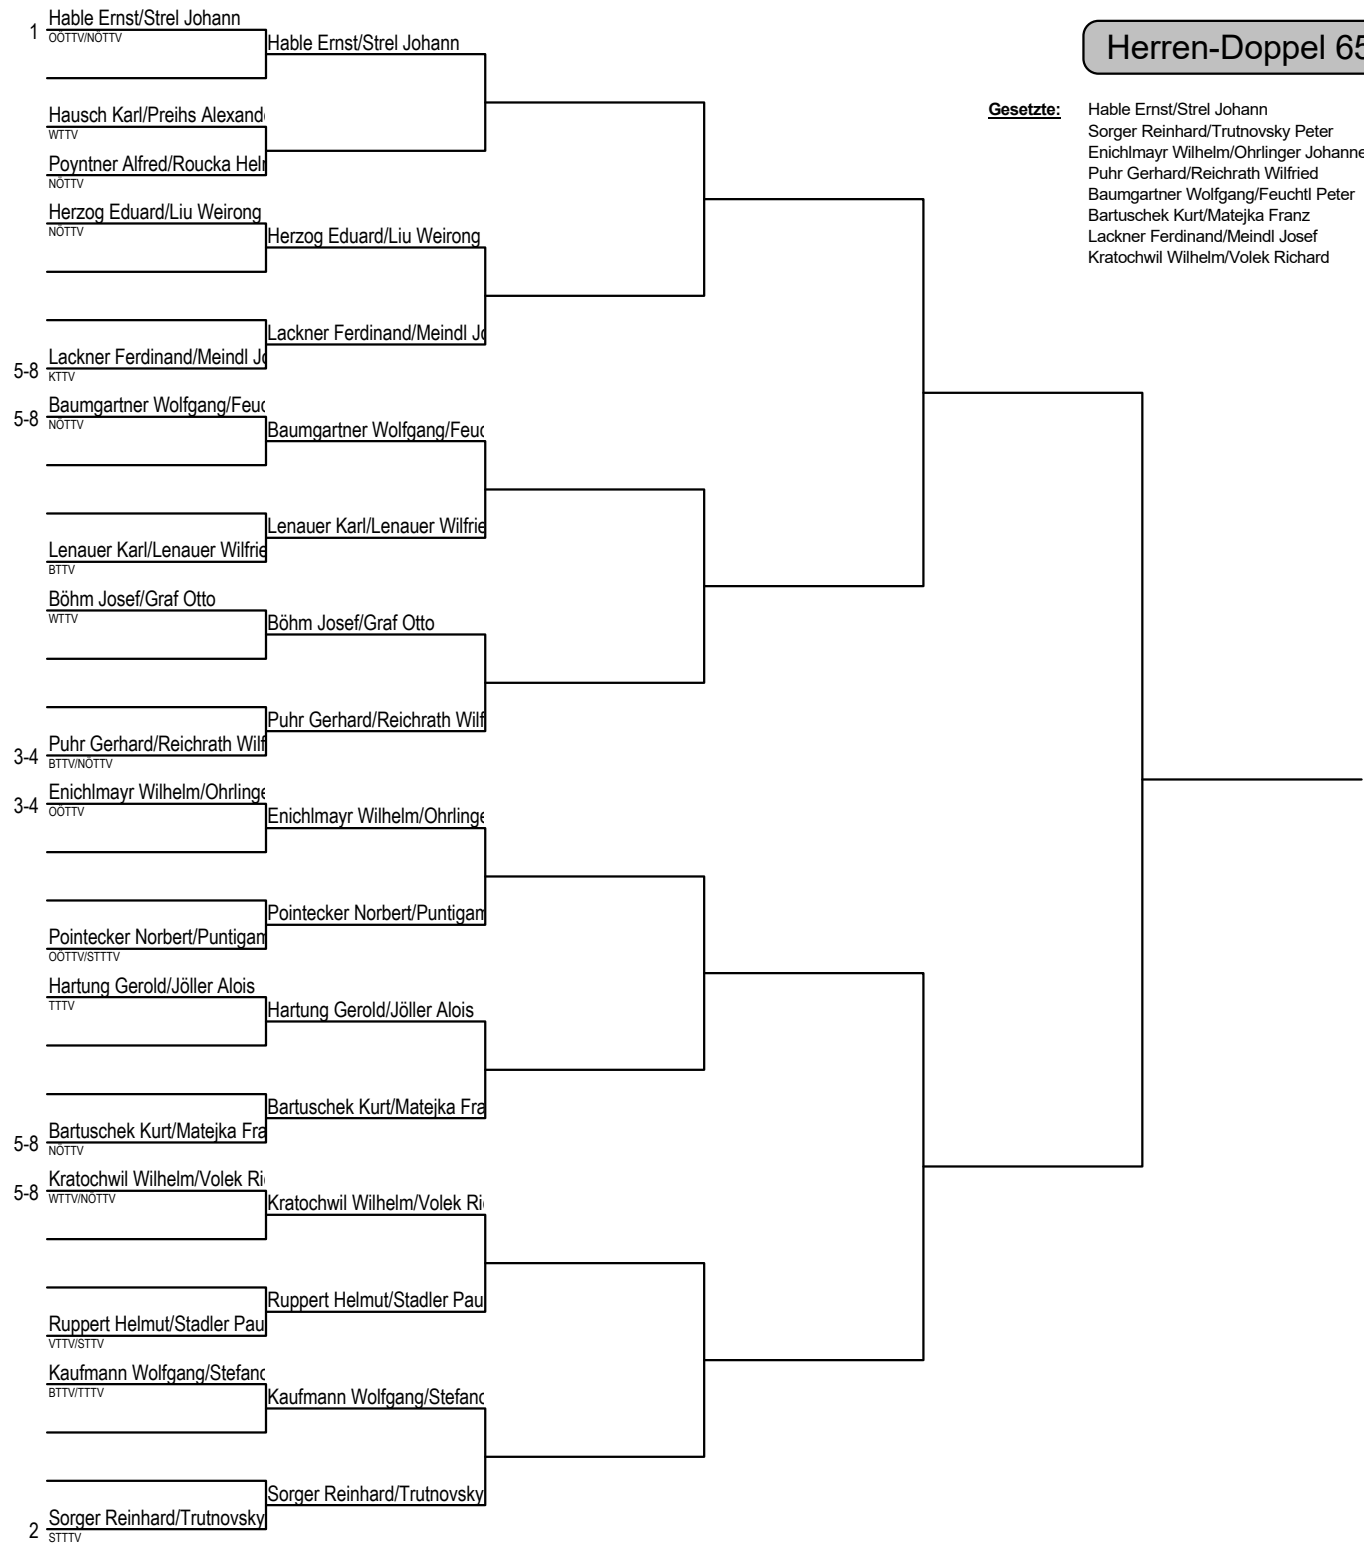 Herren-Doppel 65
Gesetzte:
Hable Ernst/Strel Johann
Sorger Reinhard/Trutnovsky Peter
Enichlmayr Wilhelm/Ohrlinger Johanne
Puhr Gerhard/Reichrath Wilfried
Baumgartner Wolfgang/Feuchtl Peter
Bartuschek Kurt/Matejka Franz
Lackner Ferdinand/Meindl Josef
Kratochwil Wilhelm/Volek Richard
1 Hable Ernst/Strel Johann
OÖTTV/NÖTTV
Hable Ernst/Strel Johann
Hausch Karl/Preihs Alexand
WTTV
Poyntner Alfred/Roucka Hel
NÖTTV
Herzog Eduard/Liu Weirong
NÖTTV
Herzog Eduard/Liu Weirong
Lackner Ferdinand/Meindl Jo
5-8 Lackner Ferdinand/Meindl Jo
KTTV
5-8 Baumgartner Wolfgang/Feuc
NÖTTV
Baumgartner Wolfgang/Feuc
Lenauer Karl/Lenauer Wilfrie
Lenauer Karl/Lenauer Wilfrie
BTTV
Böhm Josef/Graf Otto
WTTV
Böhm Josef/Graf Otto
Puhr Gerhard/Reichrath Wilf
3-4 Puhr Gerhard/Reichrath Wilf
BTTV/NÖTTV
3-4 Enichlmayr Wilhelm/Ohrlinge
OÖTTV
Enichlmayr Wilhelm/Ohrlinge
Pointecker Norbert/Puntigam
Pointecker Norbert/Puntigam
OÖTTV/STTTV
Hartung Gerold/Jöller Alois
TTTV
Hartung Gerold/Jöller Alois
Bartuschek Kurt/Matejka Fra
5-8 Bartuschek Kurt/Matejka Fra
NÖTTV
5-8 Kratochwil Wilhelm/Volek Ri
WTTV/NÖTTV
Kratochwil Wilhelm/Volek Ri
Ruppert Helmut/Stadler Pau
Ruppert Helmut/Stadler Pau
VTTV/STTV
Kaufmann Wolfgang/Stefanc
BTTV/TTTV
Kaufmann Wolfgang/Stefanc
Sorger Reinhard/Trutnovsky
2 Sorger Reinhard/Trutnovsky
STTTV